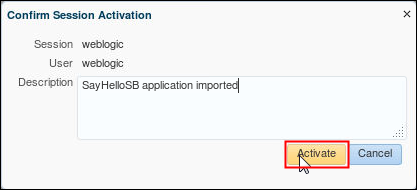 Confirm Session Activation
Session weblogic
User weblogic
Description SayHelloSB application imported
Activate Cancel